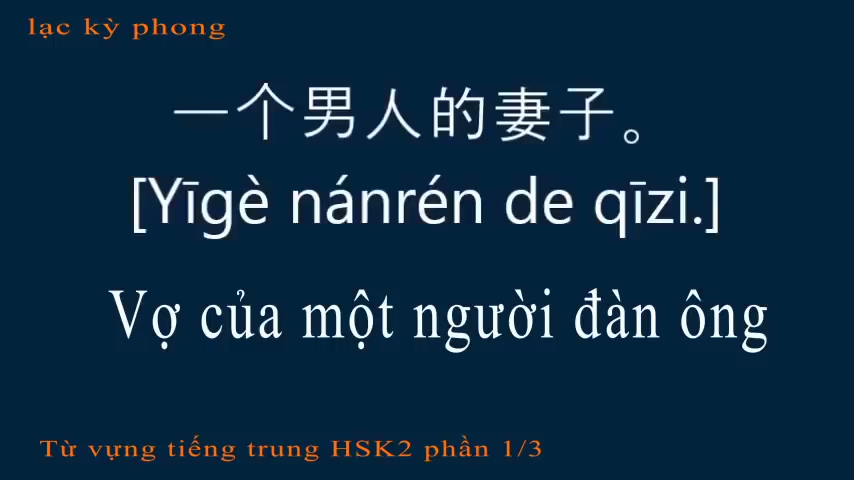 lạc kỳ phong
一个男人的妻子。
[Yīgè nánrén de qīzi.]
Vợ của một người đàn ông
Từ vựng tiếng trung HSK2 phần 1/3